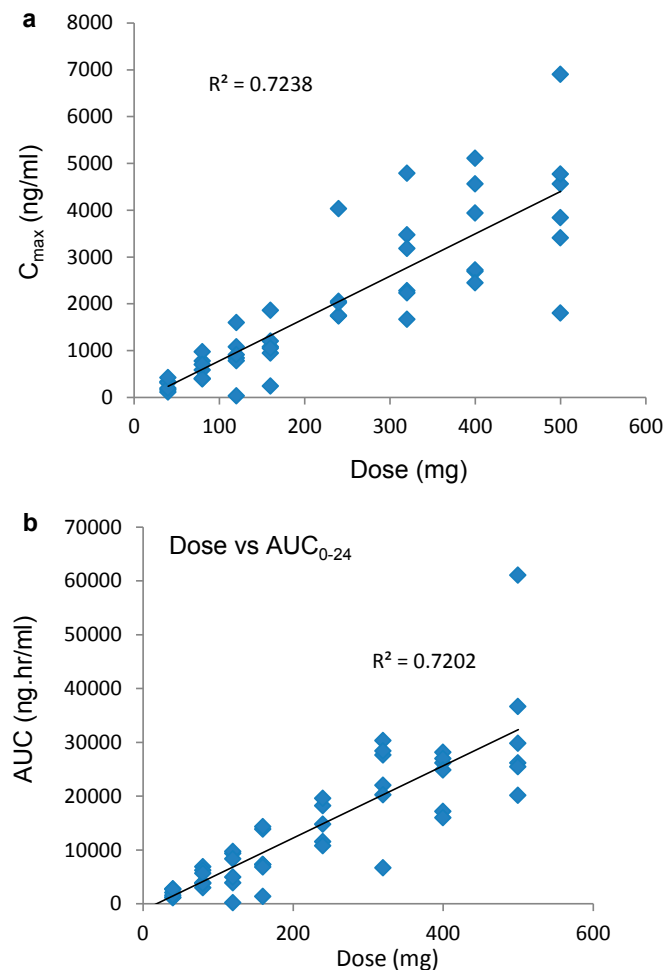 a
8000
7000
6000
5000
4000
3000
2000
1000
0
R² = 0.7238
C_max (ng/ml)
0 100 200 300 400 500 600
Dose (mg)
b
70000
60000
50000
40000
30000
20000
10000
0
Dose vs AUC_0-24
R² = 0.7202
AUC (ng.hr/ml)
0 200 400 600
Dose (mg)